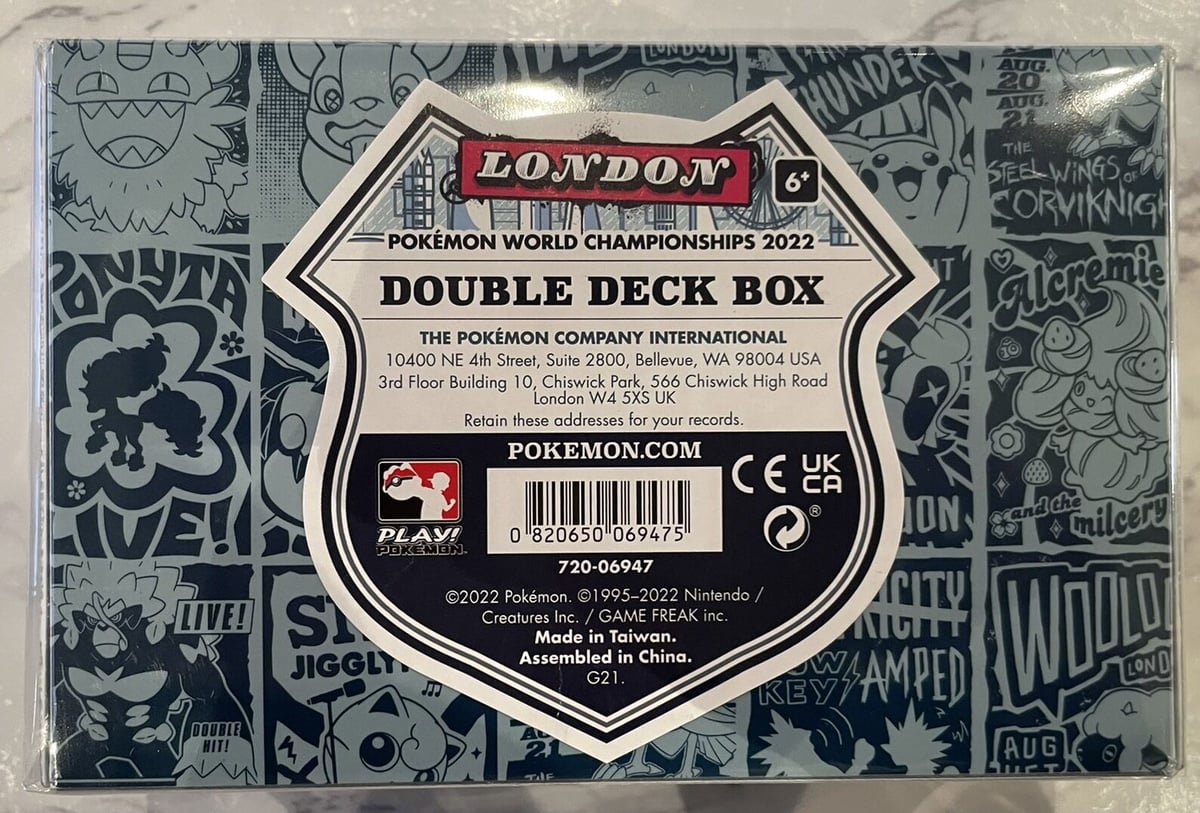 LONDON
AUG.
20
AUG.
21
THUNDER
THE
STEEL WINGS OF
CORVIKNIG
LONDON
6+
POKÉMON WORLD CHAMPIONSHIPS 2022
DOUBLE DECK BOX
THE POKÉMON COMPANY INTERNATIONAL
10400 NE 4th Street, Suite 2800, Bellevue, WA 98004 USA
3rd Floor Building 10, Chiswick Park, 566 Chiswick High Road
London W4 5XS UK
Retain these addresses for your records.
POKEMON.COM
CE UK
CA
®
PLAY!
POKÉMON
0 820650 069475
720-06947
©2022 Pokémon. ©1995–2022 Nintendo /
Creatures Inc. / GAME FREAK inc.
Made in Taiwan.
Assembled in China.
G21.
PONYTA
LIVE!
Alcremie
and the
milcery
LIVE!
DOUBLE
HIT!
JIGGLY
RICITY
LOW
KEY AMPED
WOOLO
LOND
AUG
21
THE